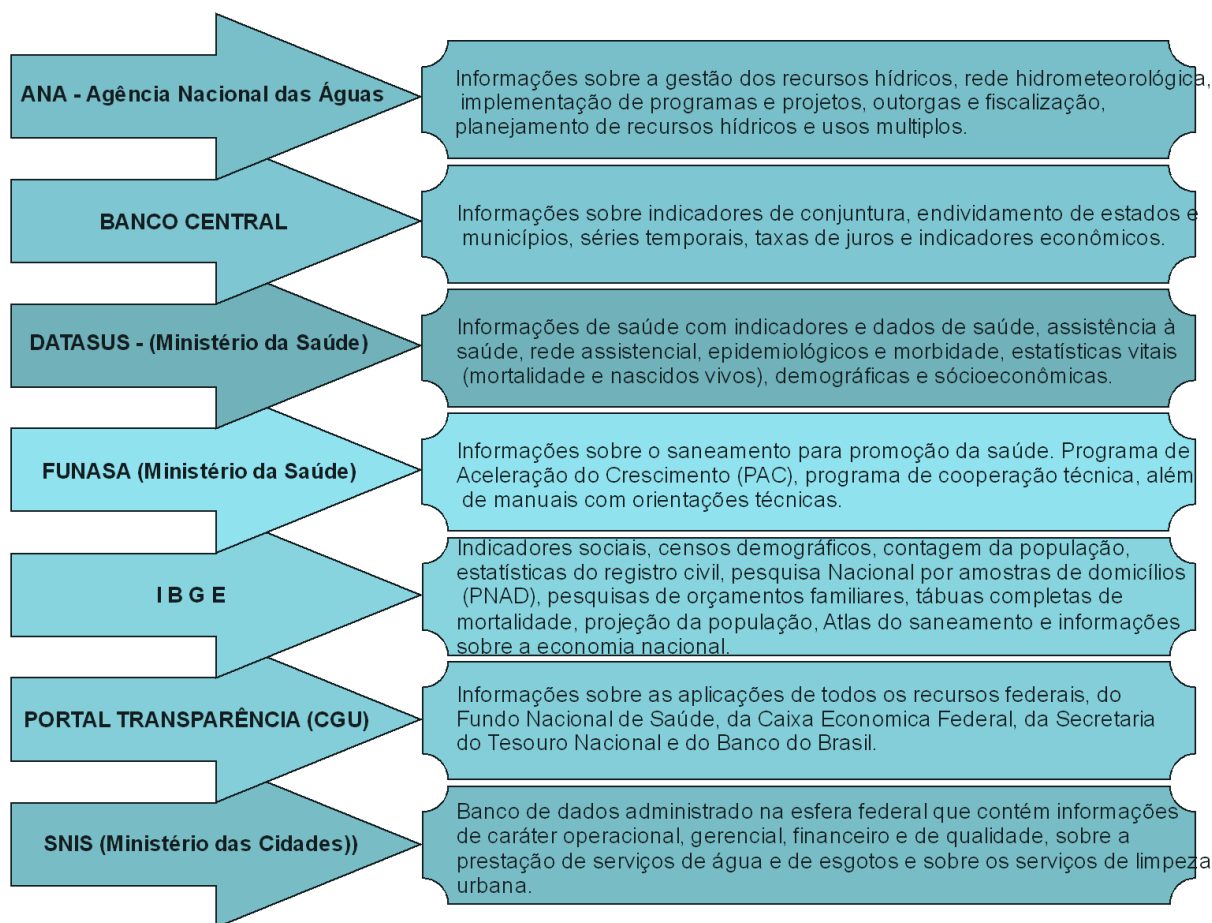 ANA - Agência Nacional das Águas
Informações sobre a gestão dos recursos hídricos, rede hidrometeorológica,
implementação de programas e projetos, outorgas e fiscalização,
planejamento de recursos hídricos e usos multiplos.
BANCO CENTRAL
Informações sobre indicadores de conjuntura, endividamento de estados e
municípios, séries temporais, taxas de juros e indicadores econômicos.
DATASUS - (Ministério da Saúde)
Informações de saúde com indicadores e dados de saúde, assistência à
saúde, rede assistencial, epidemiológicos e morbidade, estatísticas vitais
(mortalidade e nascidos vivos), demográficas e sócioeconômicas.
FUNASA (Ministério da Saúde)
Informações sobre o saneamento para promoção da saúde. Programa de
Aceleração do Crescimento (PAC), programa de cooperação técnica, além
de manuais com orientações técnicas.
I B G E
Indicadores sociais, censos demográficos, contagem da população,
estatísticas do registro civil, pesquisa Nacional por amostras de domicílios
(PNAD), pesquisas de orçamentos familiares, tábuas completas de
mortalidade, projeção da população, Atlas do saneamento e informações
sobre a economia nacional.
PORTAL TRANSPARÊNCIA (CGU)
Informações sobre as aplicações de todos os recursos federais, do
Fundo Nacional de Saúde, da Caixa Economica Federal, da Secretaria
do Tesouro Nacional e do Banco do Brasil.
SNIS (Ministério das Cidades))
Banco de dados administrado na esfera federal que contém informações
de caráter operacional, gerencial, financeiro e de qualidade, sobre a
prestação de serviços de água e de esgotos e sobre os serviços de limpeza
urbana.